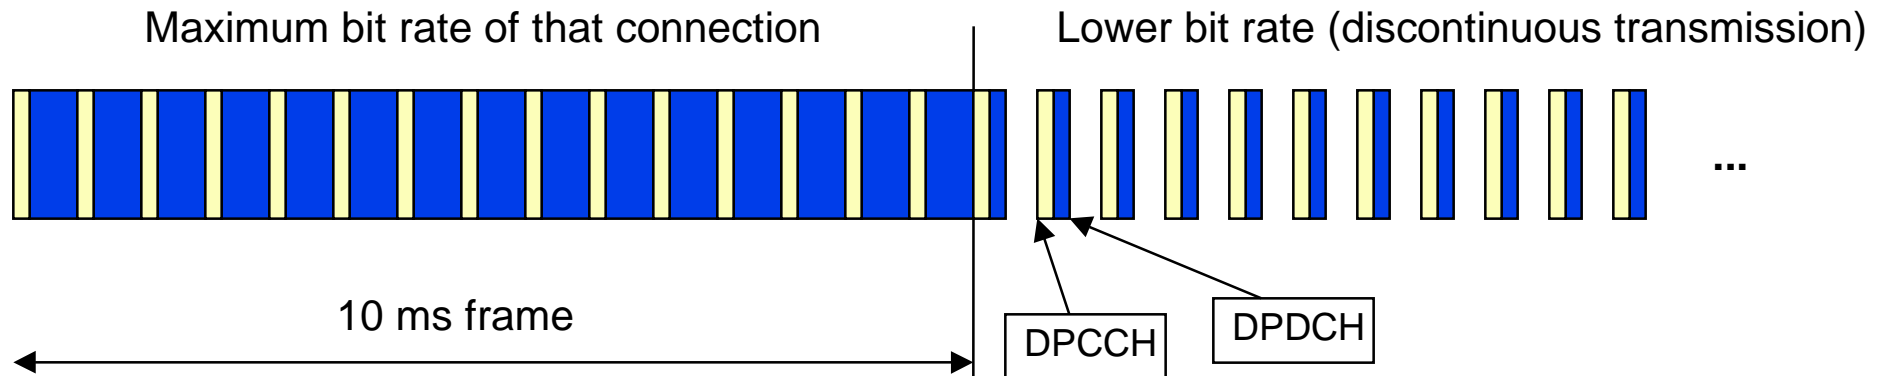 Maximum bit rate of that connection
Lower bit rate (discontinuous transmission)
...
10 ms frame
DPCCH
DPDCH